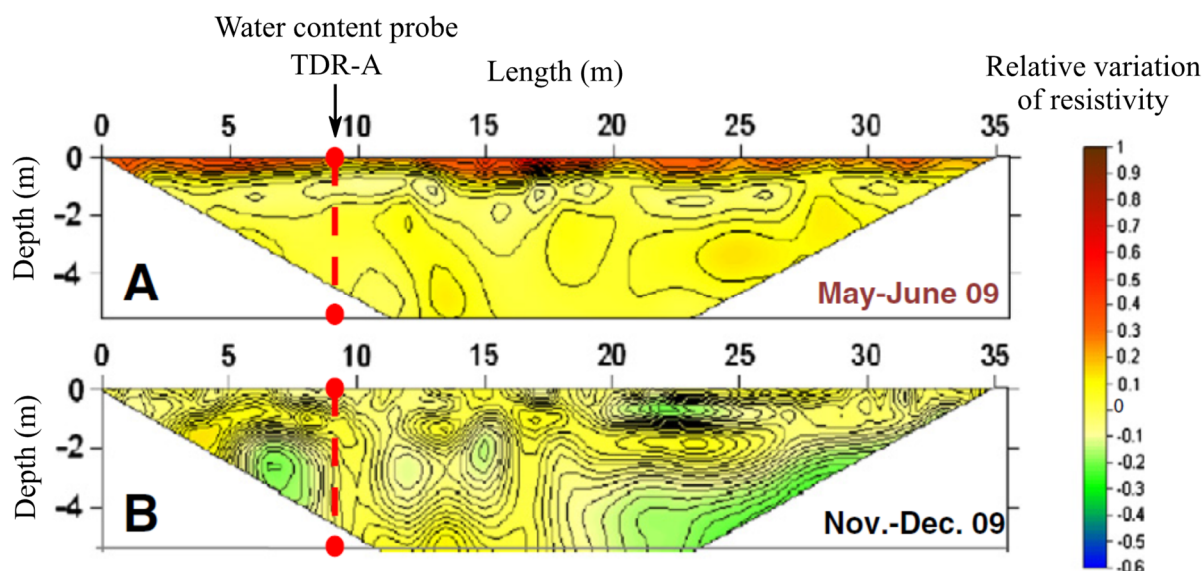 Water content probe
TDR-A
Length (m)
Relative variation
of resistivity
0 5 10 15 20 25 30 35
Depth (m)
0
-2
-4
A
May-June 09
0 5 10 15 20 25 30 35
Depth (m)
0
-2
-4
B
Nov.-Dec. 09
1
0.9
0.8
0.7
0.6
0.5
0.4
0.3
0.2
0.1
0
-0.1
-0.2
-0.3
-0.4
-0.5
-0.6